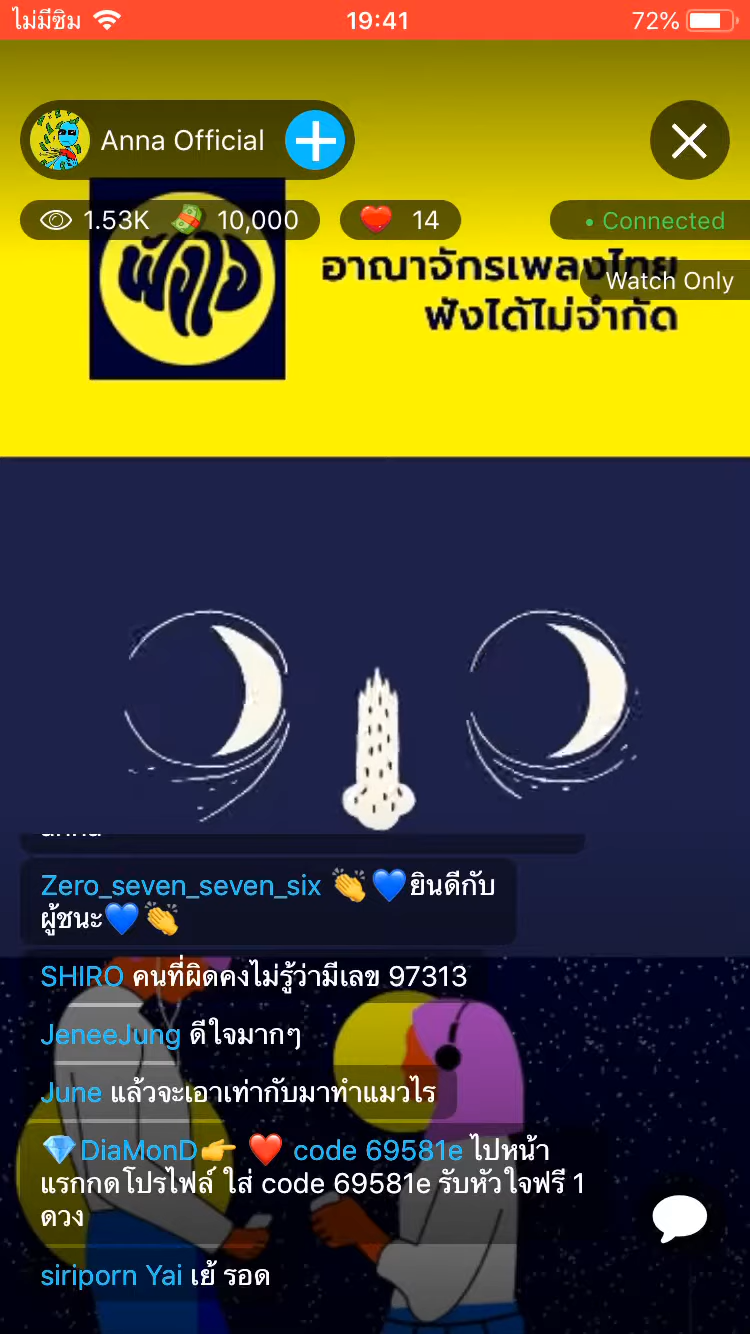 ไม่มีซิม 19:41 72%
Anna Official
1.53K 10,000 14 Connected
Watch Only
ฟังใจ
อาณาจักรเพลงไทย
ฟังได้ไม่จำกัด
Zero_seven_seven_six 👏💙ยินดีกับ
ผู้ชนะ💙👏
SHIRO คนที่ผิดคงไม่รู้ว่ามีเลข 97313
JeneeJung ดีใจมากๆ
June แล้วจะเอาเท่ากับมาทำแมวไร
💎DiaMonD👉 ❤️ code 69581e ไปหน้า
แรกกดโปรไฟล์ ใส่ code 69581e รับหัวใจฟรี 1
ดวง
siriporn Yai เย้ รอด